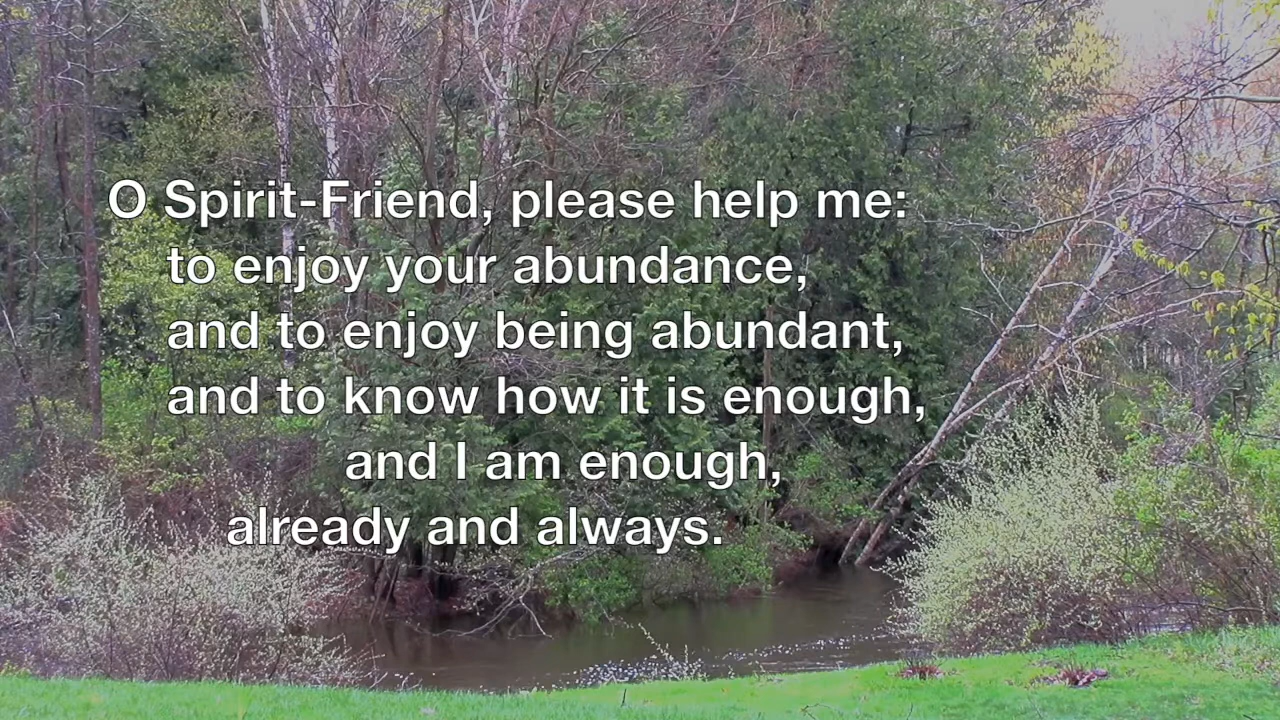 O Spirit-Friend, please help me:
to enjoy your abundance,
and to enjoy being abundant,
and to know how it is enough,
and I am enough,
already and always.